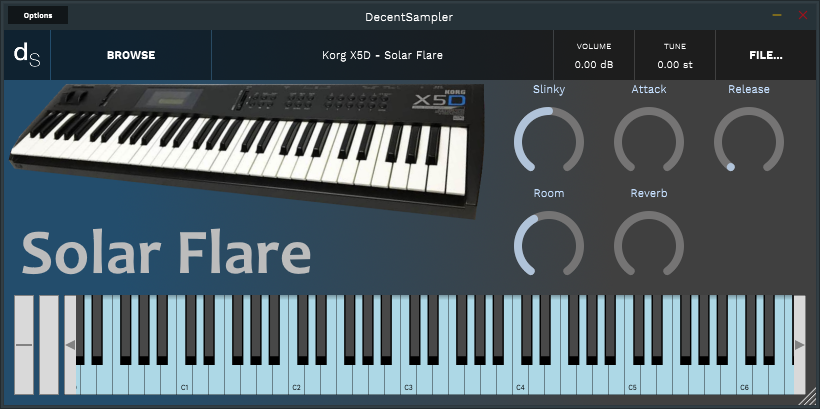 Options
DecentSampler
dS
BROWSE
Korg X5D - Solar Flare
VOLUME
0.00 dB
TUNE
0.00 st
FILE...
KORG
X5D
Slinky
Attack
Release
Room
Reverb
Solar Flare
C1
C2
C3
C4
C5
C6